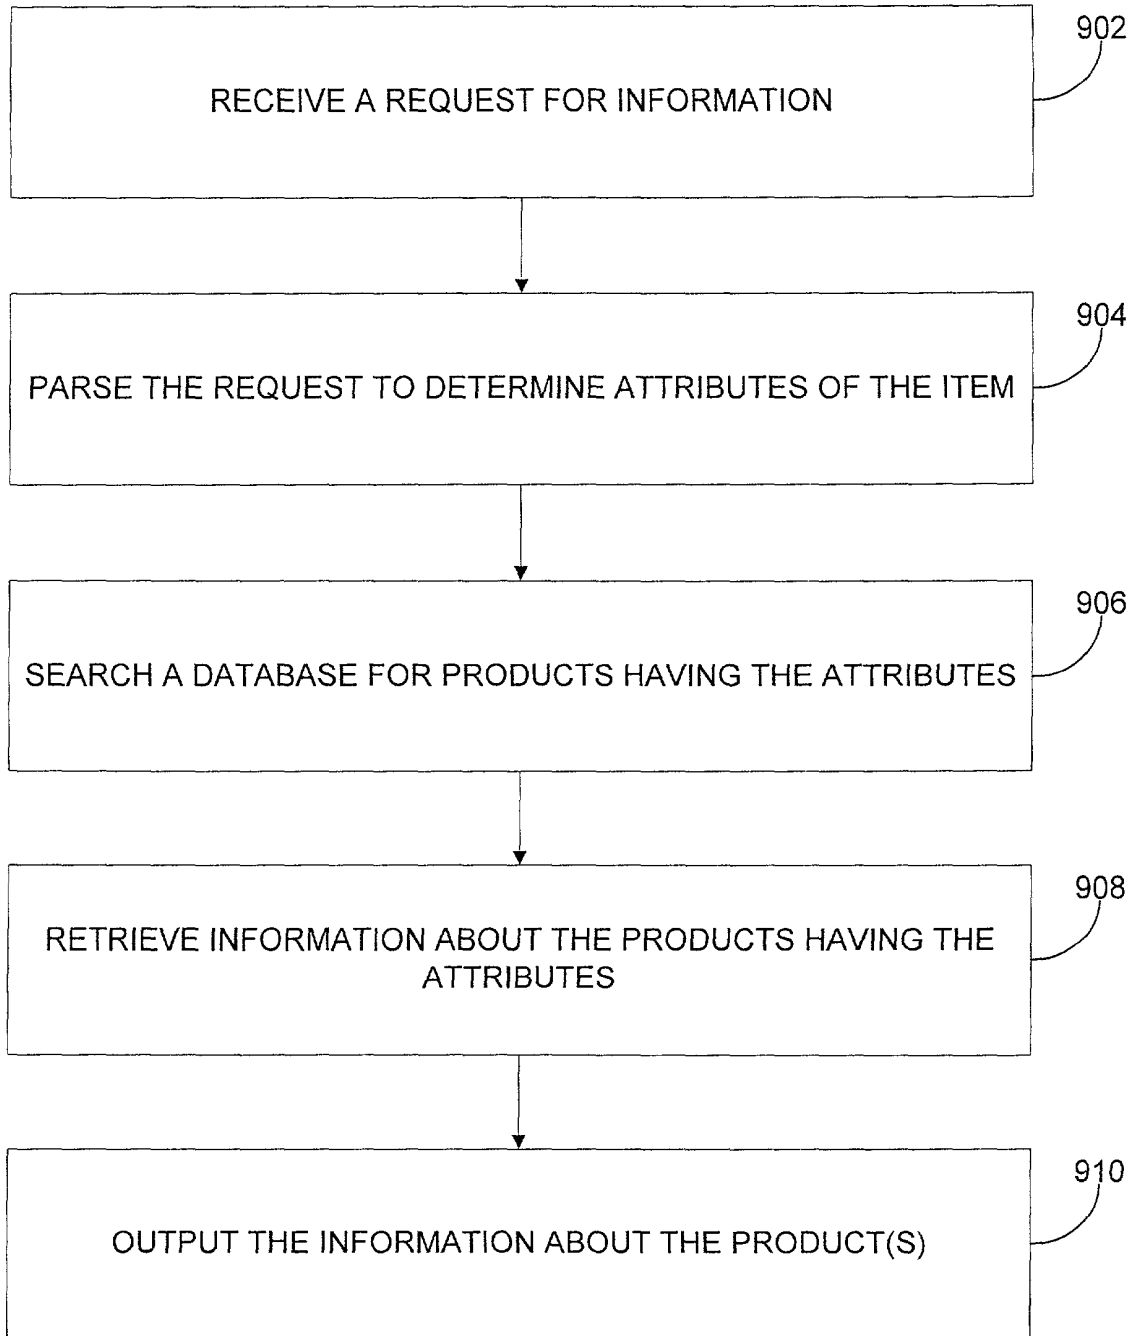 902
RECEIVE A REQUEST FOR INFORMATION
904
PARSE THE REQUEST TO DETERMINE ATTRIBUTES OF THE ITEM
906
SEARCH A DATABASE FOR PRODUCTS HAVING THE ATTRIBUTES
908
RETRIEVE INFORMATION ABOUT THE PRODUCTS HAVING THE
ATTRIBUTES
910
OUTPUT THE INFORMATION ABOUT THE PRODUCT(S)